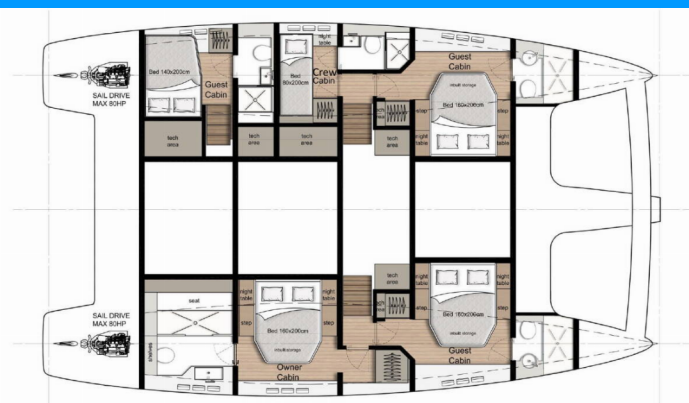 SAIL DRIVE
MAX 80HP
Bed 140x200cm
Guest
Cabin
night
table
Bed
80x200cm
Crew
Cabin
Guest
Cabin
result storage
step
Bed 160x200cm
step
night
table
night
table
tech
area
tech
area
tech
area
tech
area
seat
night
table
night
table
step
Bed 160x200cm
step
Owner
Cabin
tech
area
night
table
night
table
step
Bed 160x200cm
Guest
Cabin
SAIL DRIVE
MAX 80HP